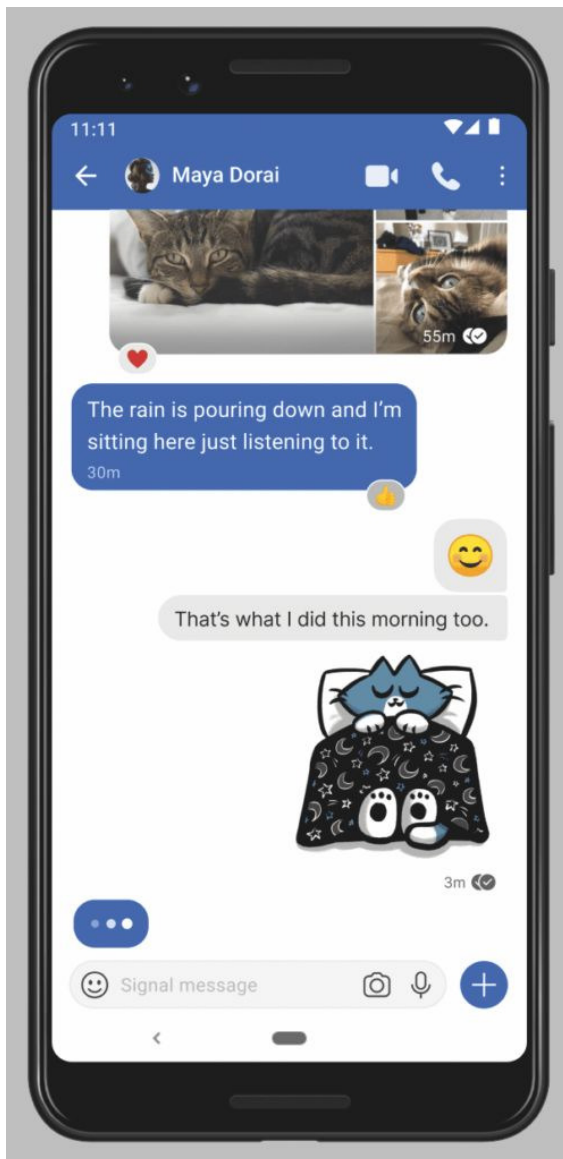 11:11
Maya Dorai
55m
The rain is pouring down and I'm
sitting here just listening to it.
30m
That's what I did this morning too.
3m
Signal message